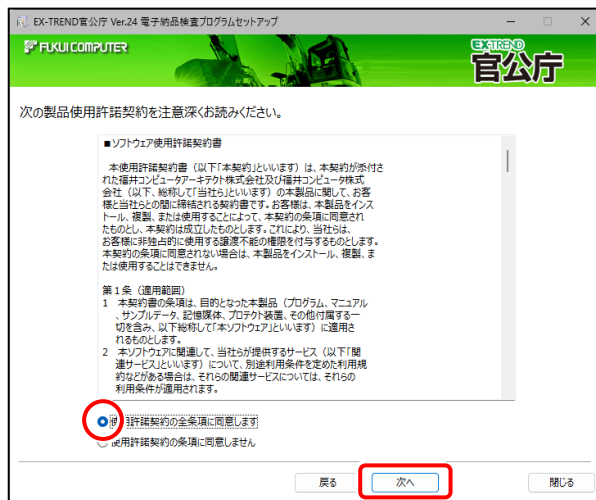 EX-TREND官公庁 Ver.24 電子納品検査プログラムセットアップ
FUKUI COMPUTER
EX-TREND
官公庁
次の製品使用許諾契約を注意深くお読みください。
■ソフトウェア使用許諾契約書
本使用許諾契約書（以下「本契約」といいます）は、本契約が添付さ
れた福井コンピュータアーキテクト株式会社及び福井コンピュータ株式
会社（以下、総称して「当社ら」といいます）の本製品に関して、お客
様と当社らとの間に締結される契約書です。お客様は、本製品をインス
トール、複製、または使用することによって、本契約の条項に同意され
たものとし、本契約は成立したものとします。これにより、当社らは、
お客様に非独占的に使用する譲渡不能の権限を付与するものとします。
本契約の条項に同意されない場合は、本製品をインストール、複製、ま
たは使用することはできません。
第１条（適用範囲）
1 本契約書の条項は、目的となった本製品（プログラム、マニュアル
、サンプルデータ、記憶媒体、プロテクト装置、その他付属する一
切を含み、以下総称して「本ソフトウェア」といいます）に適用さ
れるものとします。
2 本ソフトウェアに関連して、当社らが提供するサービス（以下「関
連サービス」といいます）について、別途利用条件を定めた利用規
約などがある場合は、それらの関連サービスについては、それらの
利用条件が適用されます。
使用許諾契約の全条項に同意します
使用許諾契約の条項に同意しません
戻る
次へ
閉じる